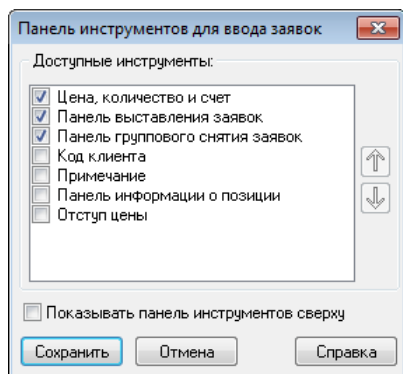 Панель инструментов для ввода заявок
Доступные инструменты:
Цена, количество и счет
Панель выставления заявок
Панель группового снятия заявок
Код клиента
Примечание
Панель информации о позиции
Отступ цены
Показывать панель инструментов сверху
Сохранить
Отмена
Справка